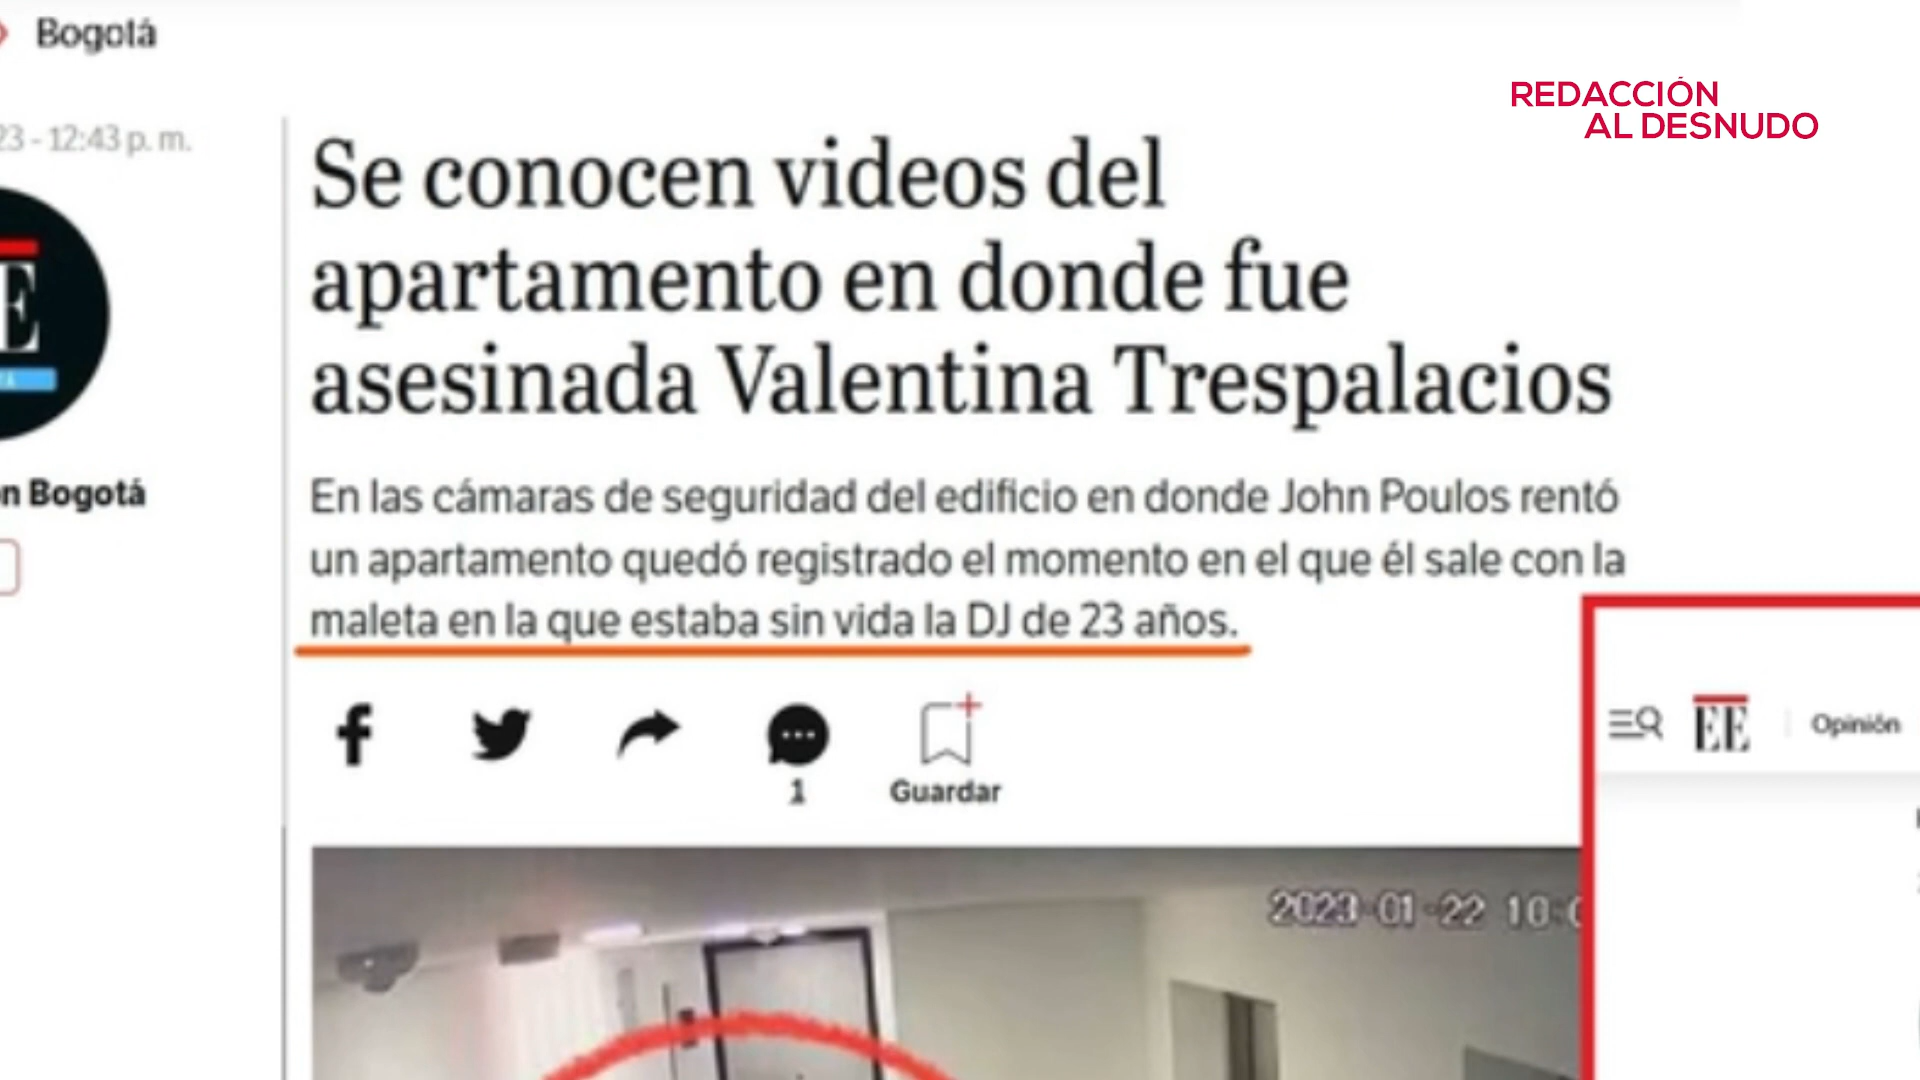 Bogotá
REDACCIÓN
AL DESNUDO
23 - 12:43 p. m.
Se conocen videos del
apartamento en donde fue
asesinada Valentina Trespalacios
En las cámaras de seguridad del edificio en donde John Poulos rentó
un apartamento quedó registrado el momento en el que él sale con la
maleta en la que estaba sin vida la DJ de 23 años.
Bogotá
EE
Opinión
1
Guardar
2023-01-22 10:0